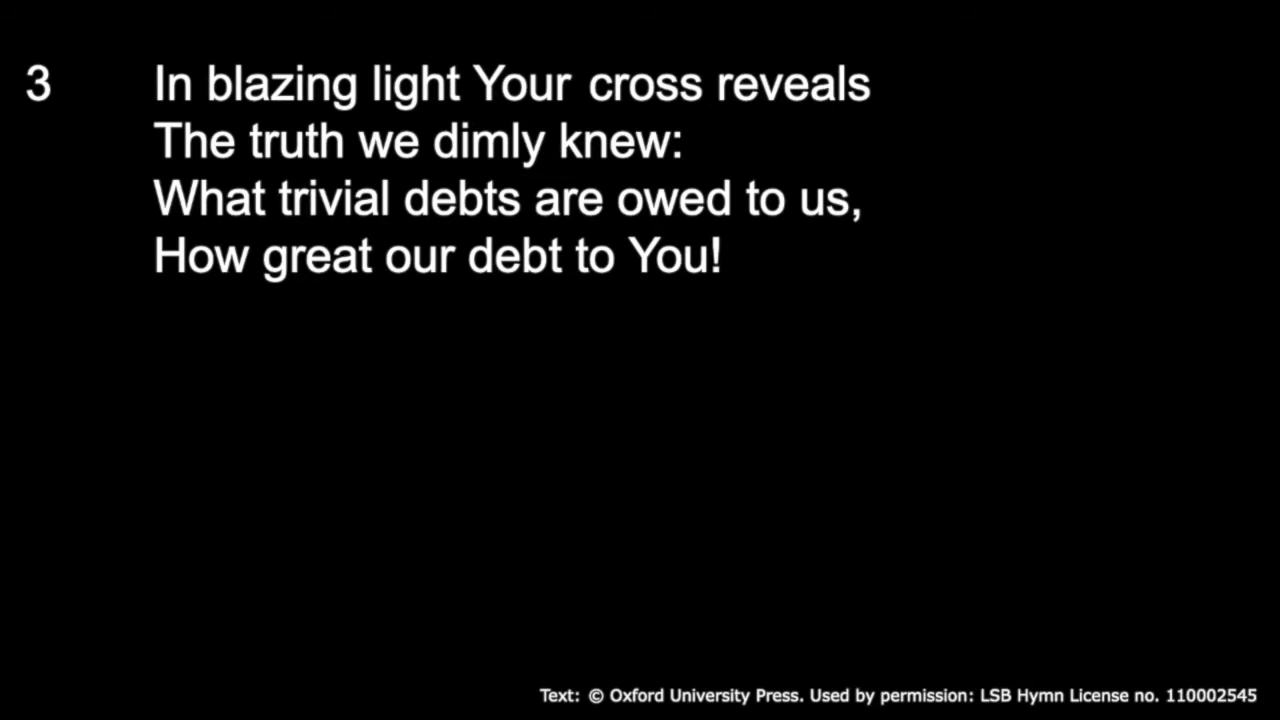 3 In blazing light Your cross reveals
The truth we dimly knew:
What trivial debts are owed to us,
How great our debt to You!
Text: © Oxford University Press. Used by permission: LSB Hymn License no. 110002545